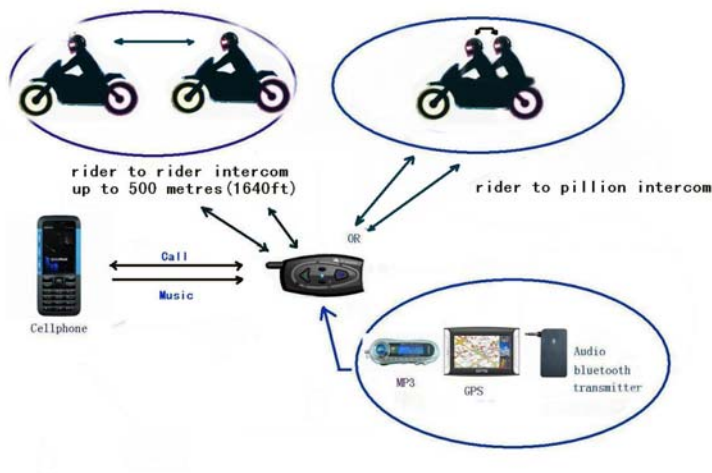 rider to rider intercom
up to 500 metres(1640ft)
rider to pillion intercom
OR
Call
Music
Cellphone
MP3
GPS
Audio
bluetooth
transmitter